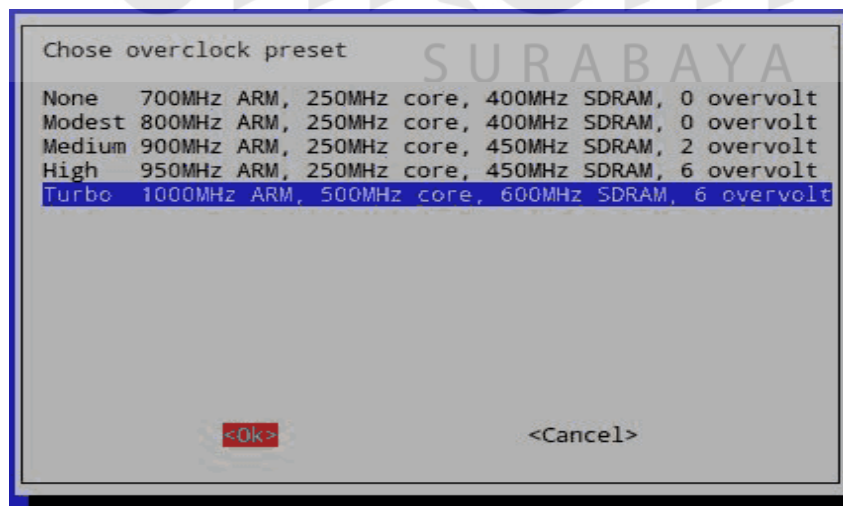 Chose overclock preset
SURABAYA
None 700MHz ARM, 250MHz core, 400MHz SDRAM, 0 overvolt
Modest 800MHz ARM, 250MHz core, 400MHz SDRAM, 0 overvolt
Medium 900MHz ARM, 250MHz core, 450MHz SDRAM, 2 overvolt
High 950MHz ARM, 250MHz core, 450MHz SDRAM, 6 overvolt
Turbo 1000MHz ARM, 500MHz core, 600MHz SDRAM, 6 overvolt
<Ok> <Cancel>